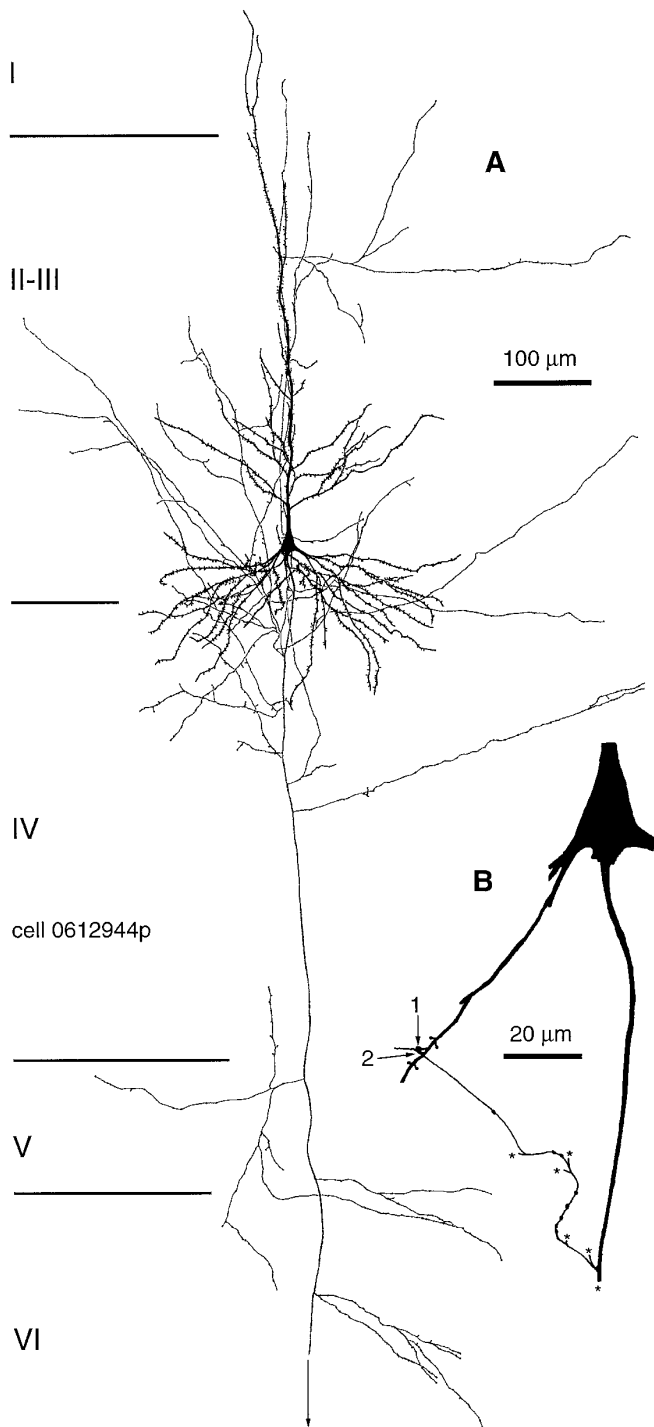 I
A
II-III
100 µm
IV
B
cell 0612944p
1
20 µm
2
* * *
*
V
* *
*
VI